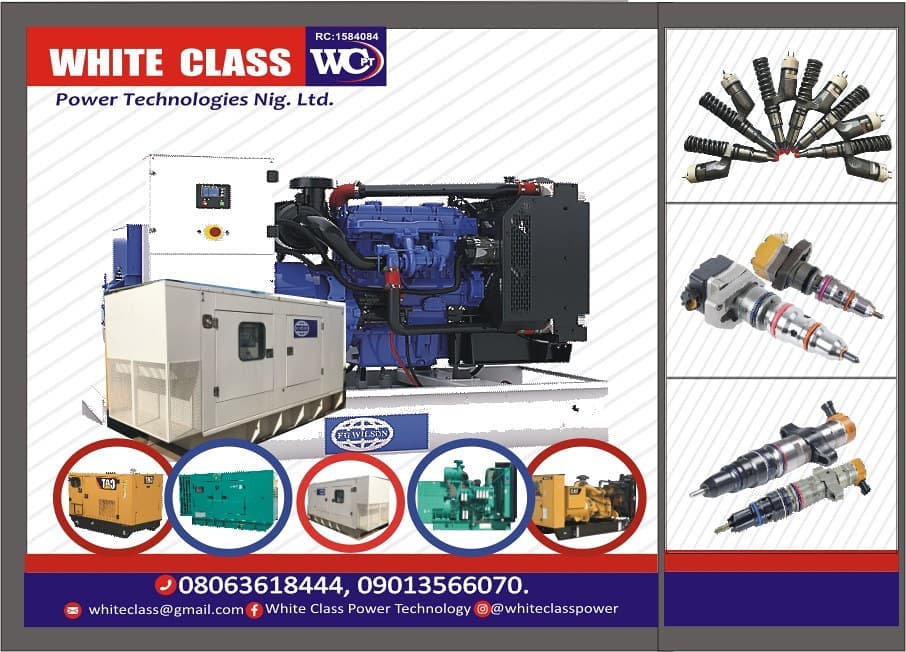 RC:1584084
WHITE CLASS
WC PT
Power Technologies Nig. Ltd.
F.G WILSON
CAT
08063618444, 09013566070.
whiteclass@gmail.com White Class Power Technology @whiteclasspower